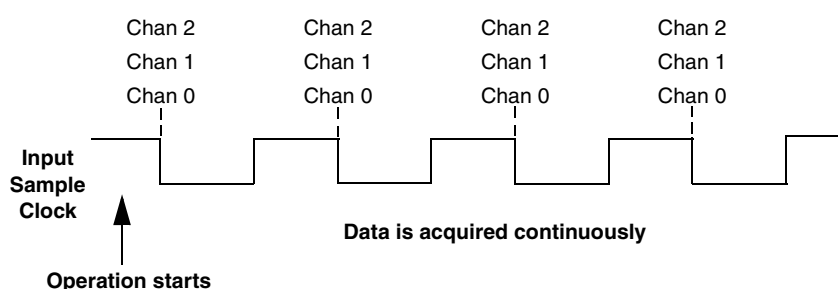 Chan 2 Chan 2 Chan 2 Chan 2
Chan 1 Chan 1 Chan 1 Chan 1
Chan 0 Chan 0 Chan 0 Chan 0
Input
Sample
Clock
Data is acquired continuously
Operation starts